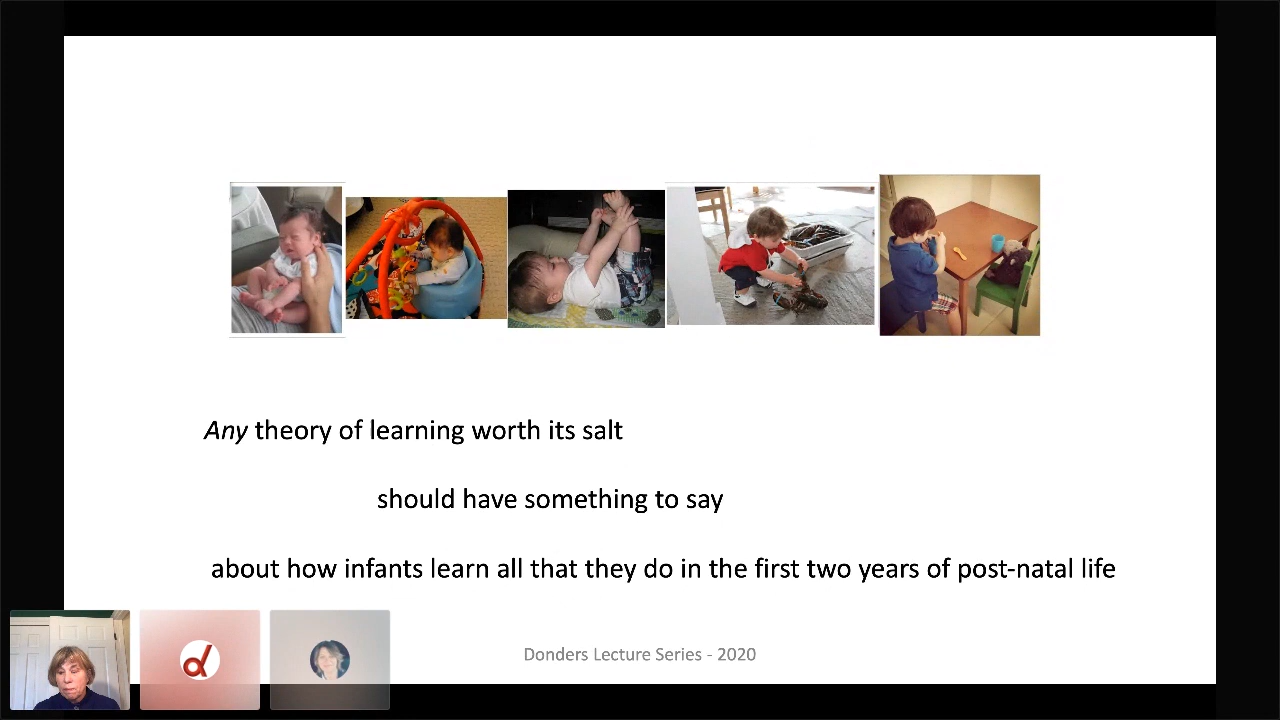 Any theory of learning worth its salt
should have something to say
about how infants learn all that they do in the first two years of post-natal life
Donders Lecture Series - 2020